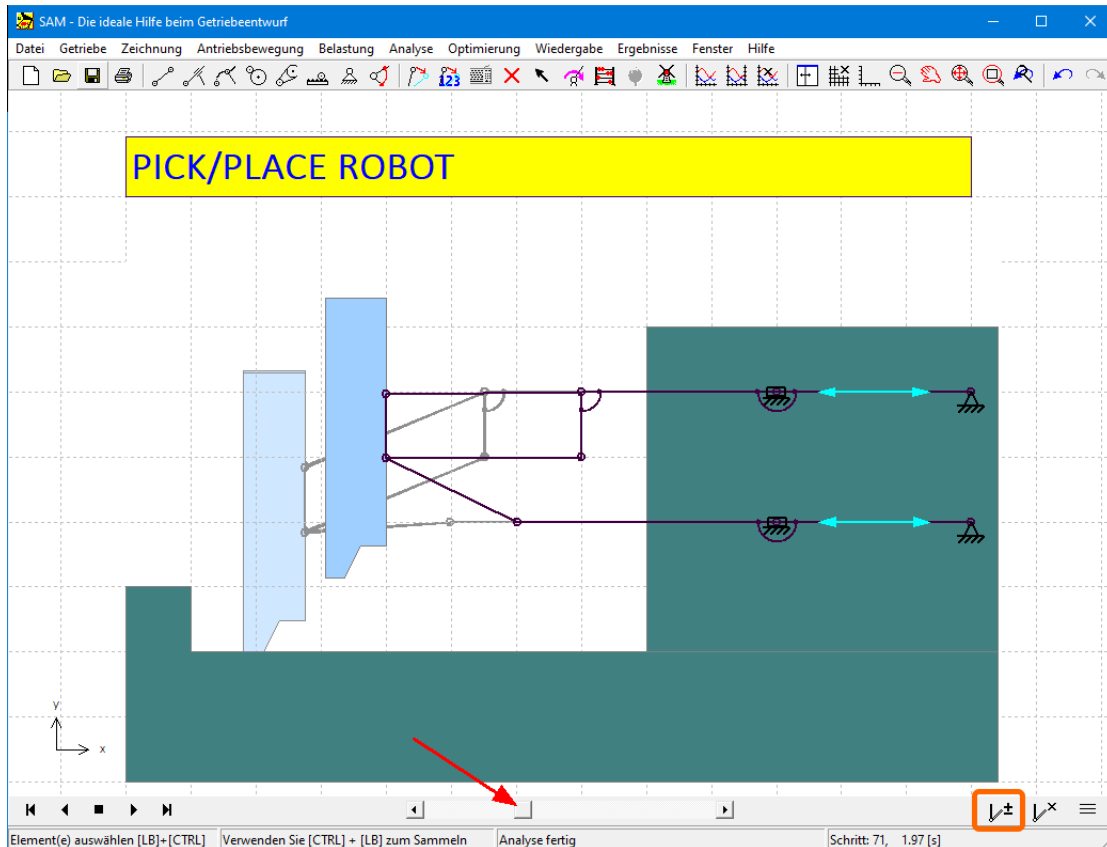 SAM - Die ideale Hilfe beim Getriebeentwurf
Datei Getriebe Zeichnung Antriebsbewegung Belastung Analyse Optimierung Wiedergabe Ergebnisse Fenster Hilfe
123
PICK/PLACE ROBOT
y
x
Element(e) auswählen [LB]+[CTRL] Verwenden Sie [CTRL] + [LB] zum Sammeln Analyse fertig Schritt: 71, 1.97 [s]